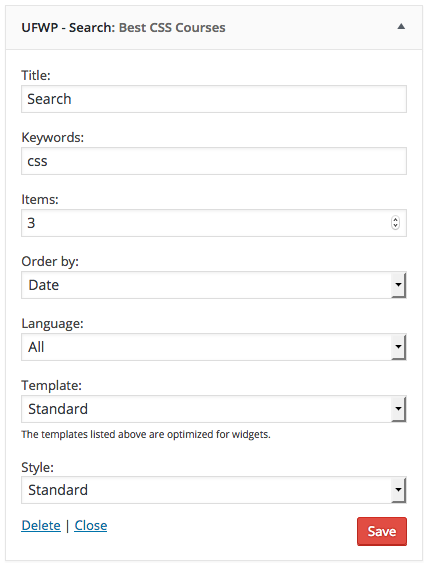 UFWP - Search: Best CSS Courses
Title:
Search
Keywords:
css
Items:
3
Order by:
Date
Language:
All
Template:
Standard
The templates listed above are optimized for widgets.
Style:
Standard
Delete | Close
Save